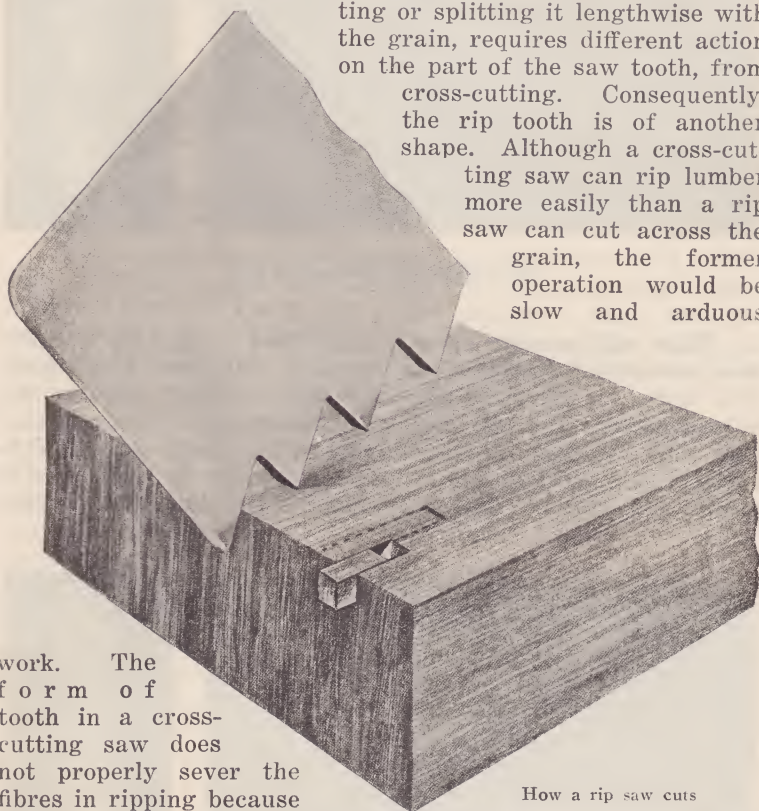 ting or splitting it lengthwise with
the grain, requires different action
on the part of the saw tooth, from
cross-cutting. Consequently
the rip tooth is of another
shape. Although a cross-cut
ting saw can rip lumber
more easily than a rip
saw can cut across the
grain, the former
operation would be
slow and arduous
work. The
form of
tooth in a cross-
cutting saw does
not properly sever the
fibres in ripping because
How a rip saw cuts